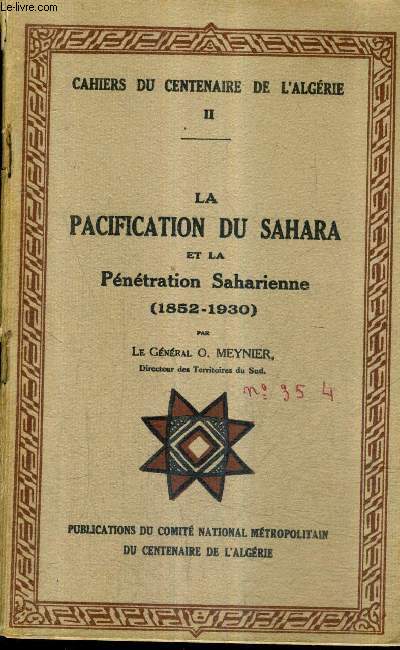 Le-livre.com
CAHIERS DU CENTENAIRE DE L'ALGÉRIE
II
LA
PACIFICATION DU SAHARA
ET LA
Pénétration Saharienne
(1852-1930)
PAR
LE GÉNÉRAL O. MEYNIER,
Directeur des Territoires du Sud.
nº 354
PUBLICATIONS DU COMITÉ NATIONAL MÉTROPOLITAIN
DU CENTENAIRE DE L'ALGÉRIE